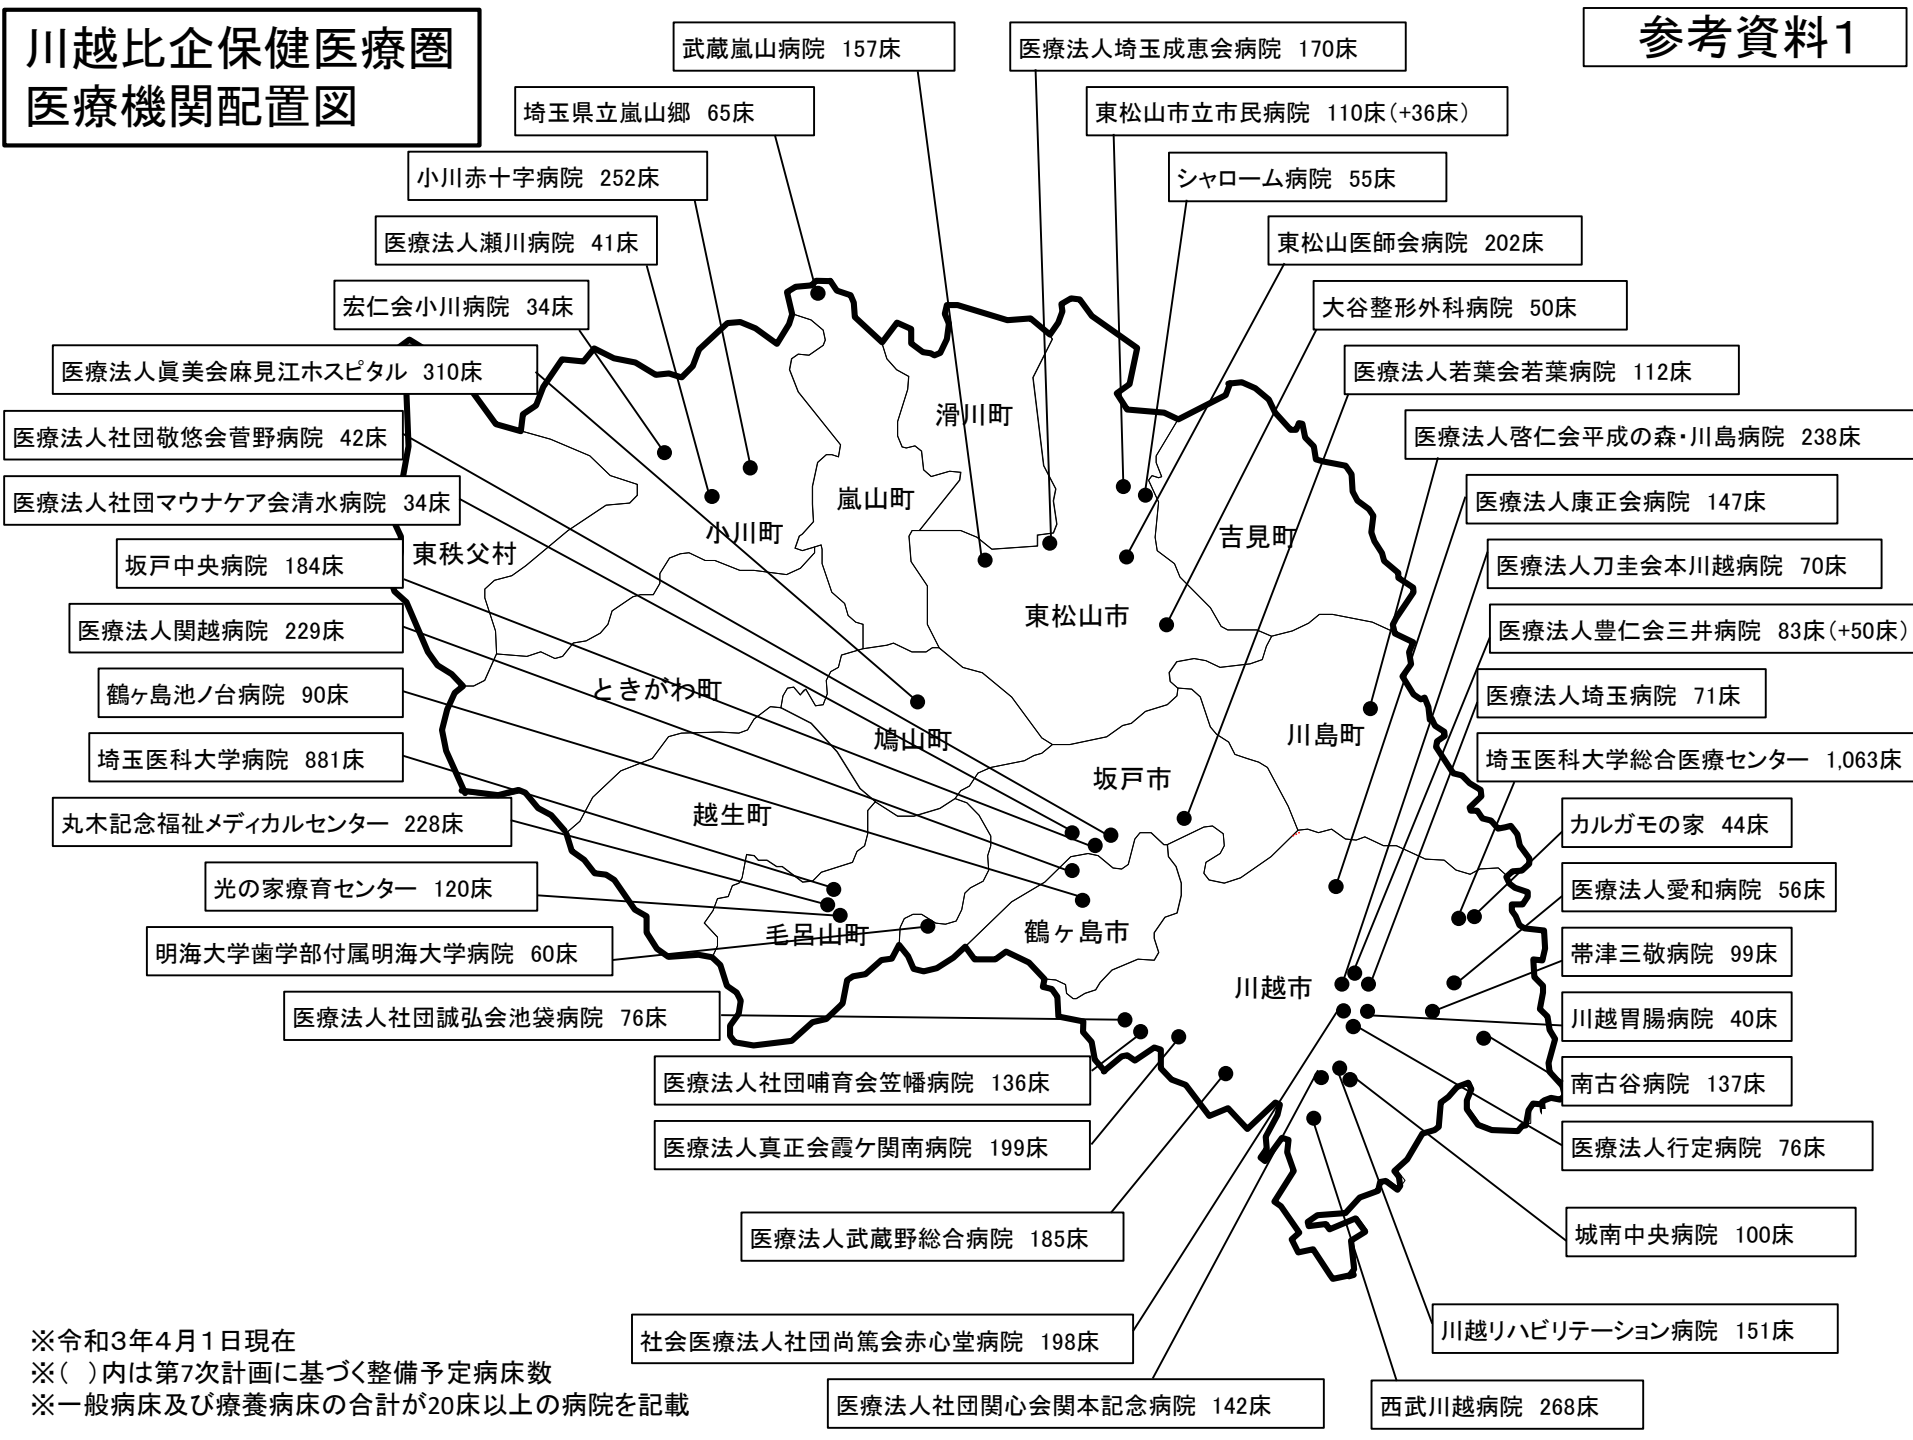 川越比企保健医療圏
医療機関配置図
参考資料1
武蔵嵐山病院 157床
医療法人埼玉成恵会病院 170床
埼玉県立嵐山郷 65床
東松山市立市民病院 110床(+36床)
小川赤十字病院 252床
シャローム病院 55床
医療法人瀬川病院 41床
東松山医師会病院 202床
宏仁会小川病院 34床
大谷整形外科病院 50床
医療法人眞美会麻見江ホスピタル 310床
医療法人若葉会若葉病院 112床
滑川町
医療法人社団敬悠会菅野病院 42床
医療法人啓仁会平成の森・川島病院 238床
医療法人社団マウナケア会清水病院 34床
嵐山町
医療法人康正会病院 147床
小川町
吉見町
東秩父村
坂戸中央病院 184床
医療法人刀圭会本川越病院 70床
東松山市
医療法人関越病院 229床
医療法人豊仁会三井病院 83床(+50床)
鶴ヶ島池ノ台病院 90床
ときがわ町
医療法人埼玉病院 71床
鳩山町
川島町
埼玉医科大学病院 881床
埼玉医科大学総合医療センター 1,063床
坂戸市
越生町
丸木記念福祉メディカルセンター 228床
カルガモの家 44床
光の家療育センター 120床
医療法人愛和病院 56床
毛呂山町
鶴ヶ島市
明海大学歯学部付属明海大学病院 60床
帯津三敬病院 99床
川越市
医療法人社団誠弘会池袋病院 76床
川越胃腸病院 40床
医療法人社団哺育会笠幡病院 136床
南古谷病院 137床
医療法人真正会霞ケ関南病院 199床
医療法人行定病院 76床
医療法人武蔵野総合病院 185床
城南中央病院 100床
社会医療法人社団尚篤会赤心堂病院 198床
川越リハビリテーション病院 151床
医療法人社団関心会関本記念病院 142床
西武川越病院 268床
※令和3年4月1日現在
※( )内は第7次計画に基づく整備予定病床数
※一般病床及び療養病床の合計が20床以上の病院を記載